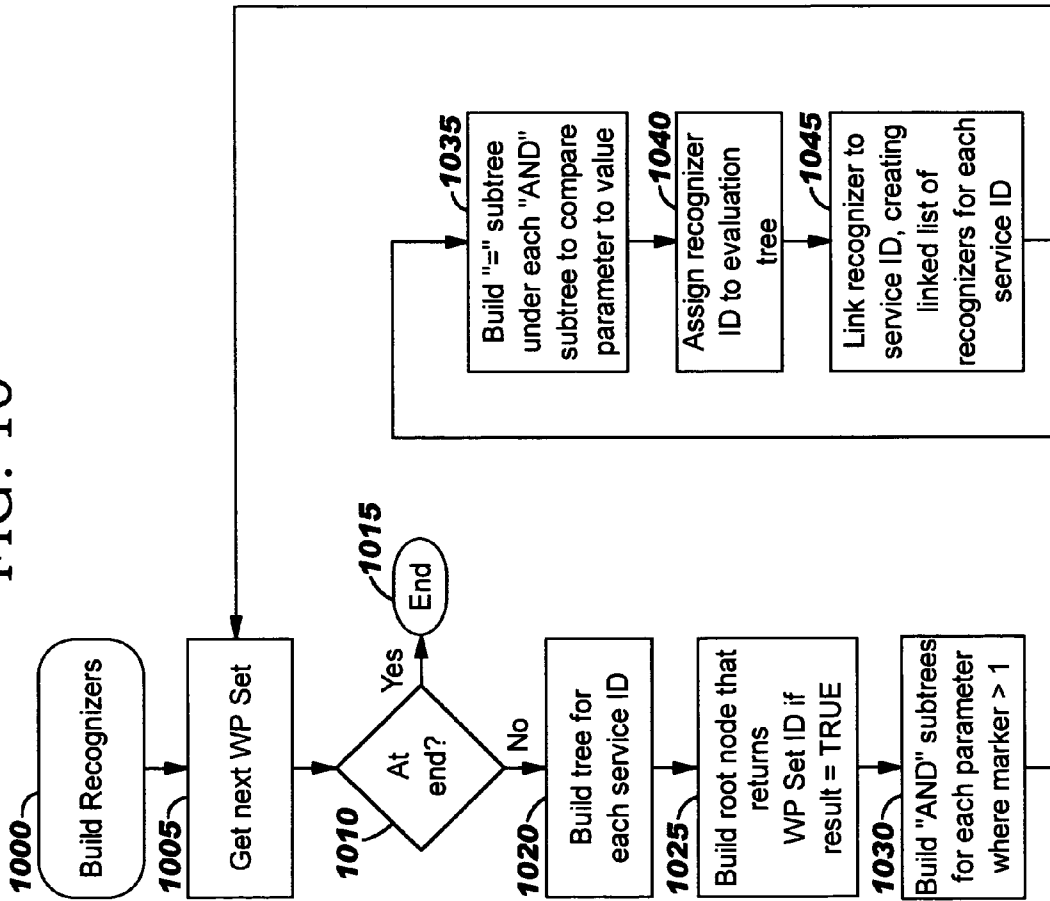 FIG. 10
1000
Build Recognizers
1005
Get next WP Set
1010
At
end?
Yes
1015
End
No
1020
Build tree for
each service ID
1025
Build root node that
returns
WP Set ID if
result = TRUE
1030
Build "AND" subtrees
for each parameter
where marker > 1
1035
Build "=" subtree
under each "AND"
subtree to compare
parameter to value
1040
Assign recognizer
ID to evaluation
tree
1045
Link recognizer to
service ID, creating
linked list of
recognizers for each
service ID